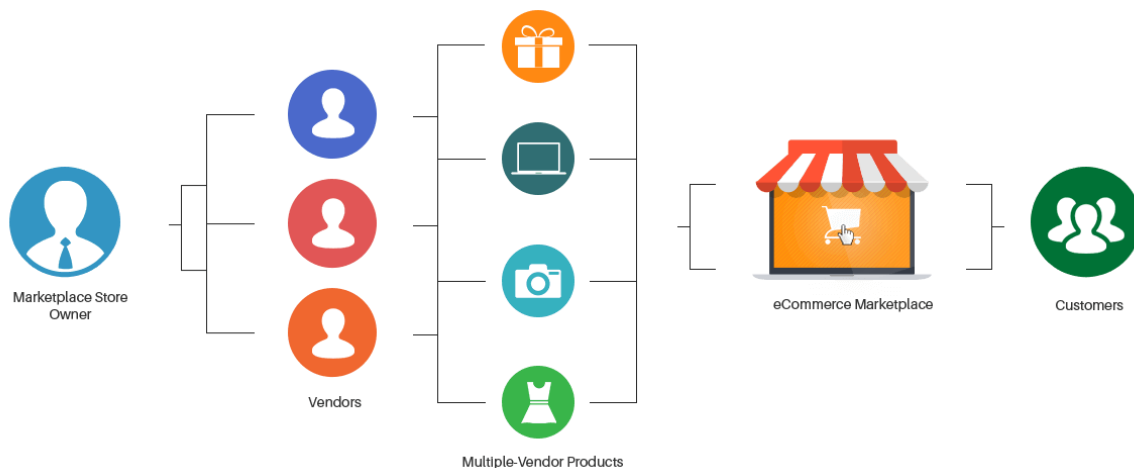 Marketplace Store
Owner
Vendors
Multiple-Vendor Products
eCommerce Marketplace
Customers